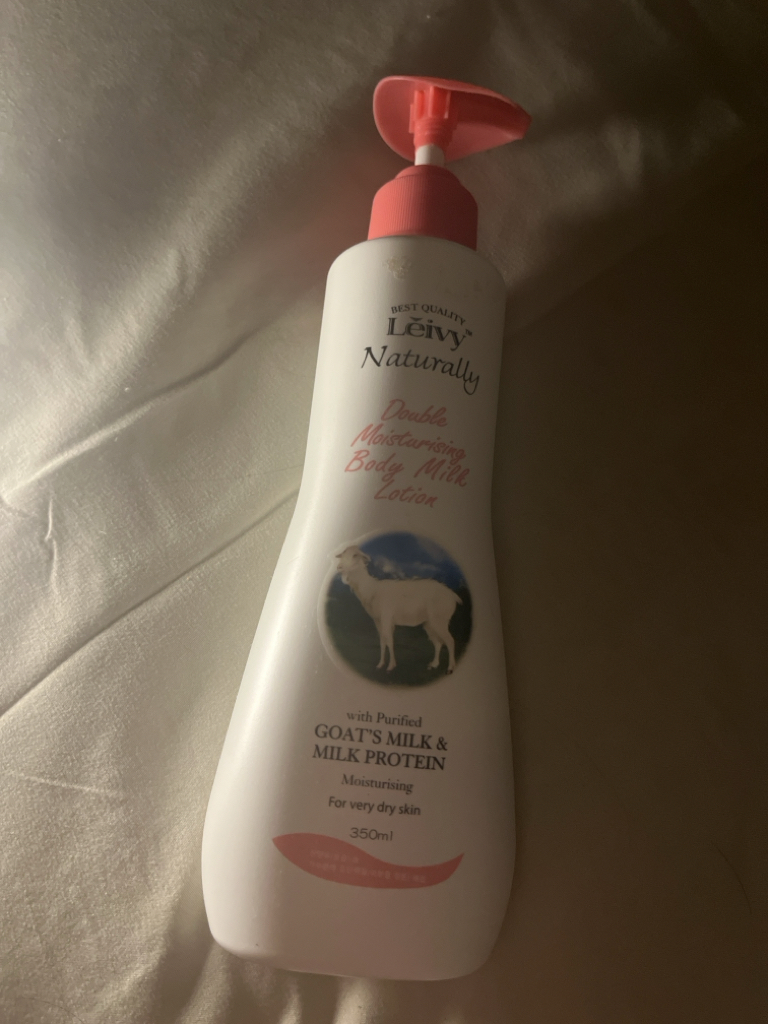 BEST QUALITY
Lěivy
Naturally
Double
Moisturising
Body Milk
Lotion
with Purified
GOAT'S MILK &
MILK PROTEIN
Moisturising
For very dry skin
350ml